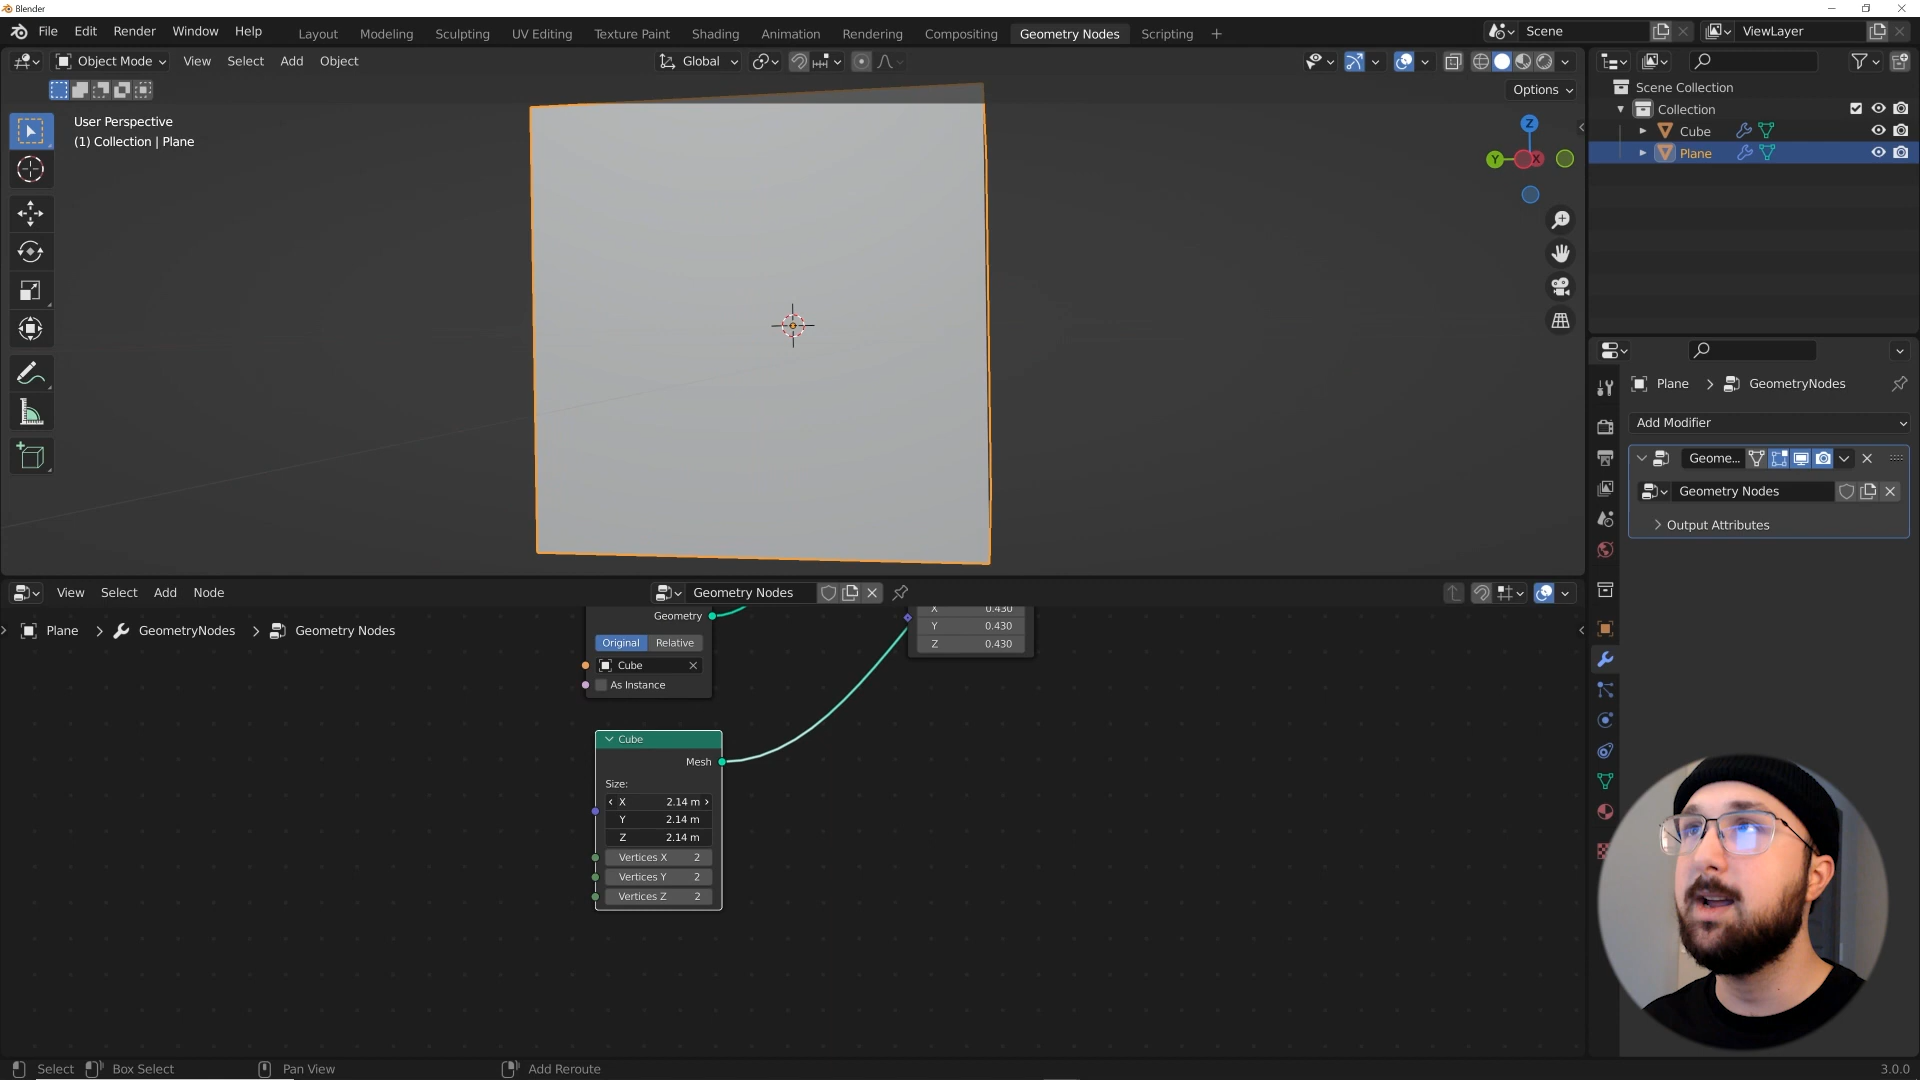 Blender
File Edit Render Window Help Layout Modeling Sculpting UV Editing Texture Paint Shading Animation Rendering Compositing Geometry Nodes Scripting + Scene ViewLayer
Object Mode View Select Add Object Global
Options
User Perspective
(1) Collection | Plane
Z
Y
X
Scene Collection
Collection
Cube
Plane
Plane > GeometryNodes
Add Modifier
Geome...
Geometry Nodes
Output Attributes
View Select Add Node Geometry Nodes
Plane > GeometryNodes > Geometry Nodes
Geometry
Original Relative
Cube
As Instance
X 0.430
Y 0.430
Z 0.430
Cube
Mesh
Size:
X 2.14 m
Y 2.14 m
Z 2.14 m
Vertices X 2
Vertices Y 2
Vertices Z 2
Select Box Select Pan View Add Reroute 3.0.0